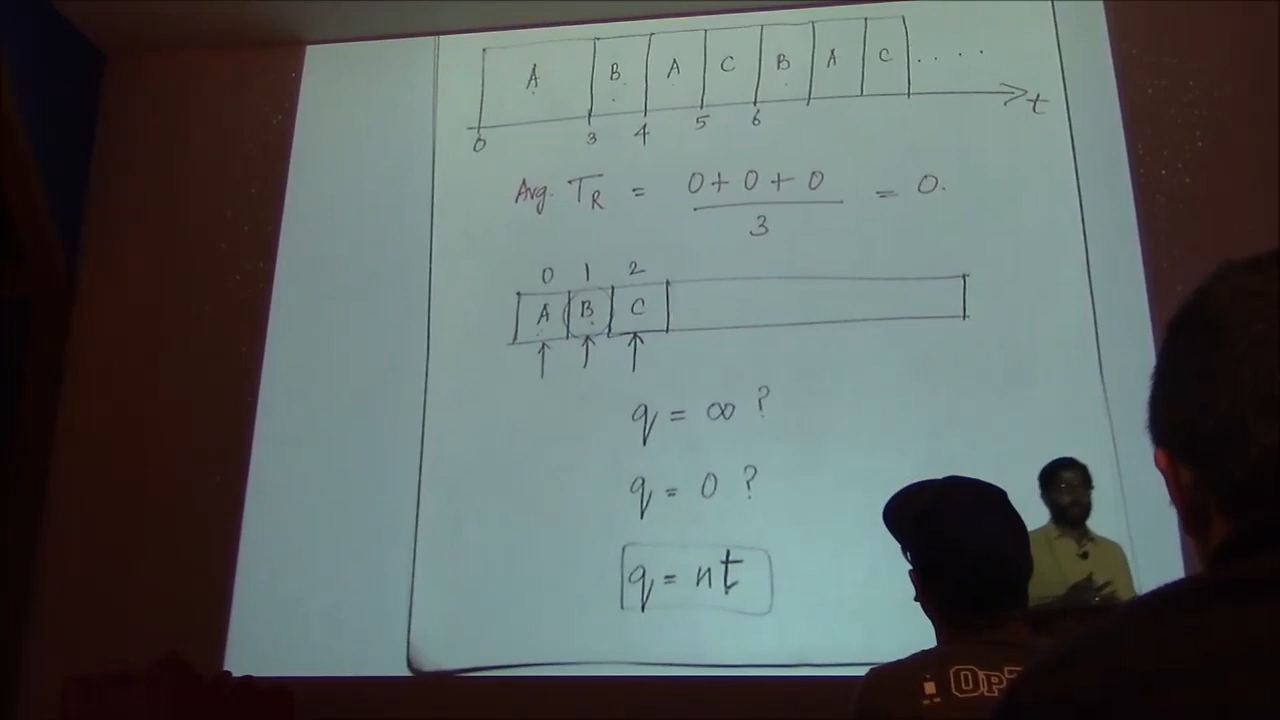 A B A C B A C . . . .
0 3 4 5 6 t
Avg. T_R = 0 + 0 + 0 / 3 = 0.
0 1 2
A B C
q = ∞ ?
q = 0 ?
q = nt